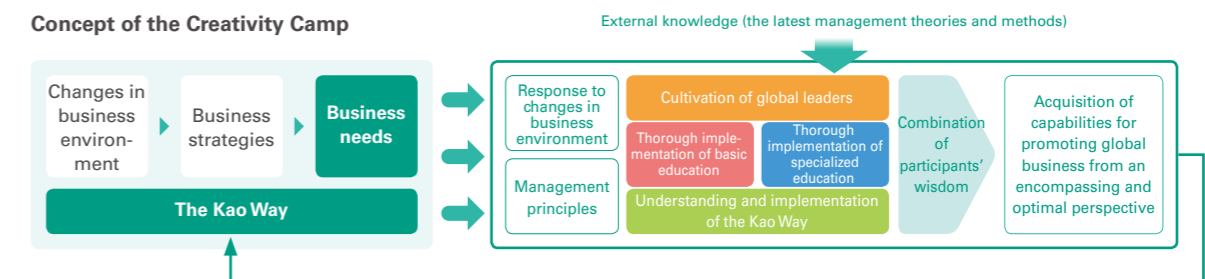 Concept of the Creativity Camp
External knowledge (the latest management theories and methods)
Changes in
business
environ-
ment
Business
strategies
Business
needs
The Kao Way
Response to
changes in
business
environment
Management
principles
Cultivation of global leaders
Thorough imple-
mentation of basic
education
Thorough
implementation of
specialized
education
Understanding and implementation
of the Kao Way
Combination
of
participants’
wisdom
Acquisition of
capabilities for
promoting global
business from an
encompassing and
optimal perspective